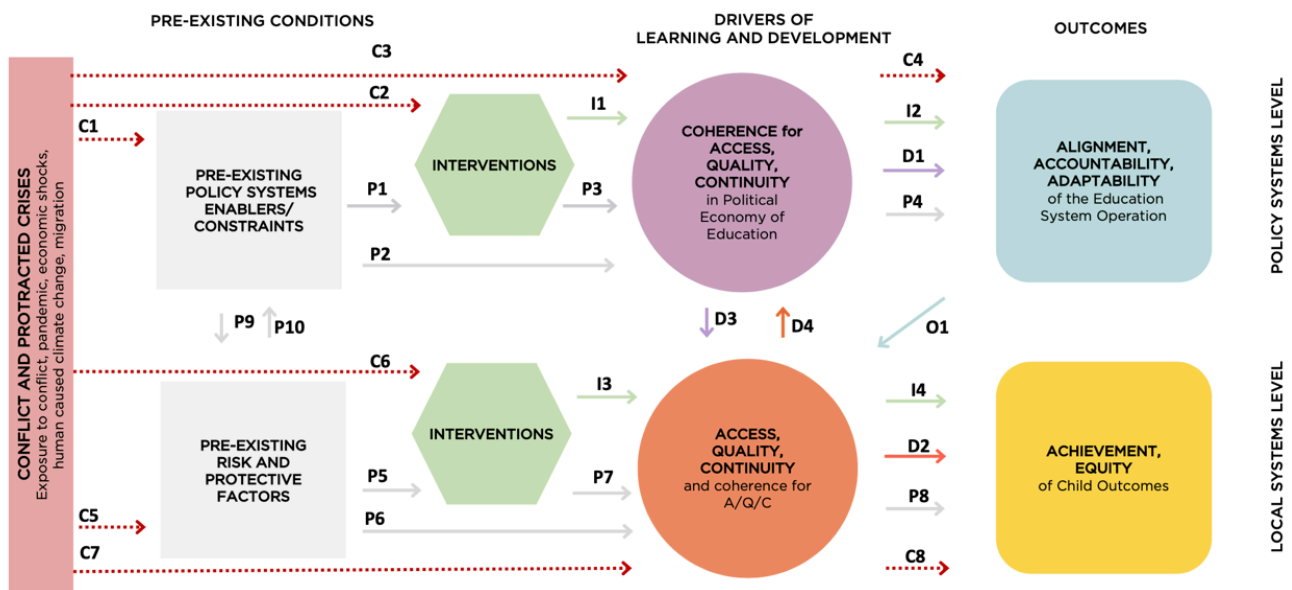 PRE-EXISTING CONDITIONS
DRIVERS OF
LEARNING AND DEVELOPMENT
OUTCOMES
CONFLICT AND PROTRACTED CRISES
Exposure to conflict, pandemic, economic shocks,
human caused climate change, migration
C3
C2
C1
C4
I1
I2
D1
P4
P1
P2
P3
PRE-EXISTING
POLICY SYSTEMS
ENABLERS/
CONSTRAINTS
INTERVENTIONS
COHERENCE for
ACCESS,
QUALITY,
CONTINUITY
in Political
Economy of
Education
ALIGNMENT,
ACCOUNTABILITY,
ADAPTABILITY
of the Education
System Operation
POLICY SYSTEMS LEVEL
P9
P10
D3
D4
O1
C6
I3
I4
D2
P8
P5
P6
P7
C5
C7
C8
PRE-EXISTING
RISK AND
PROTECTIVE
FACTORS
INTERVENTIONS
ACCESS,
QUALITY,
CONTINUITY
and coherence for
A/Q/C
ACHIEVEMENT,
EQUITY
of Child Outcomes
LOCAL SYSTEMS LEVEL